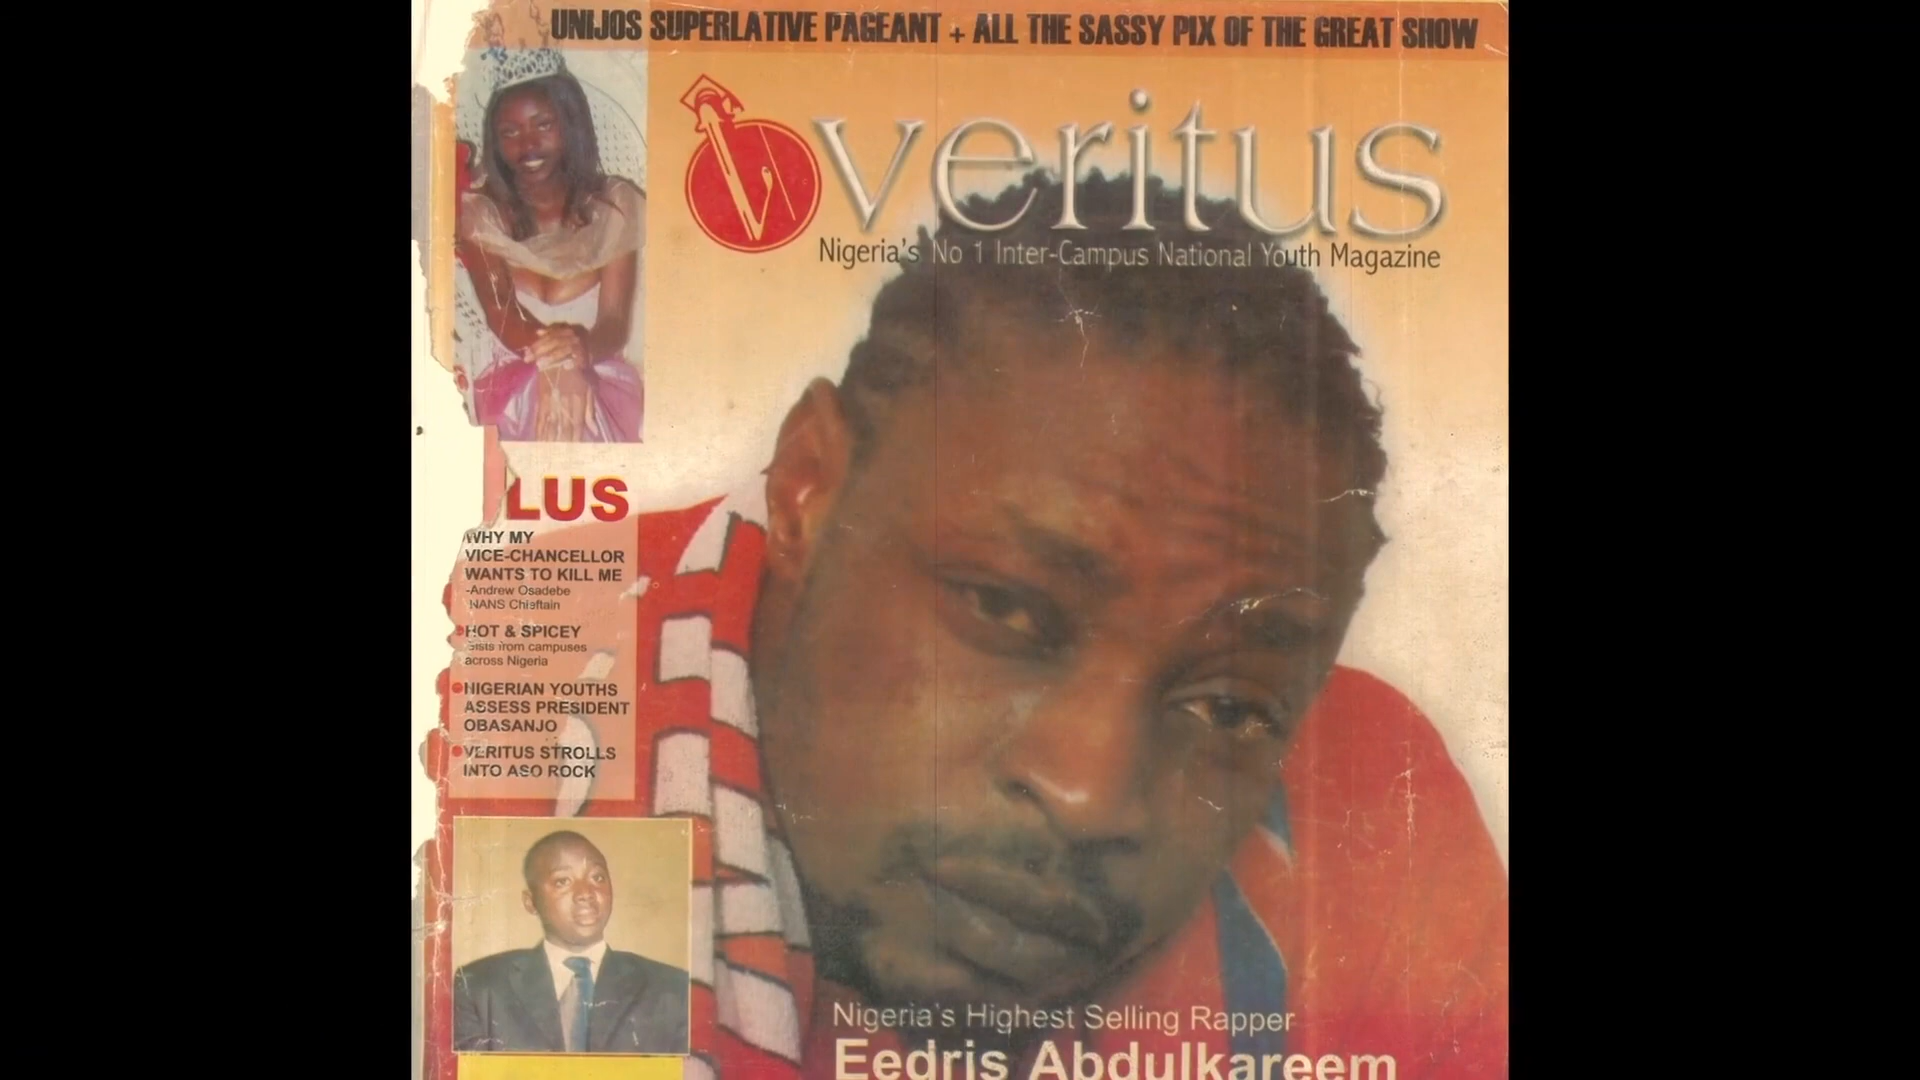 UNIJOS SUPERLATIVE PAGEANT + ALL THE SASSY PIX OF THE GREAT SHOW
veritus
Nigeria's No 1 Inter-Campus National Youth Magazine
LUS
WHY MY
VICE-CHANCELLOR
WANTS TO KILL ME
-Andrew Osadebe
NANS Chieftain
HOT & SPICEY
Gists from campuses
across Nigeria
NIGERIAN YOUTHS
ASSESS PRESIDENT
OBASANJO
VERITUS STROLLS
INTO ASO ROCK
Nigeria's Highest Selling Rapper
Eedris Abdulkareem